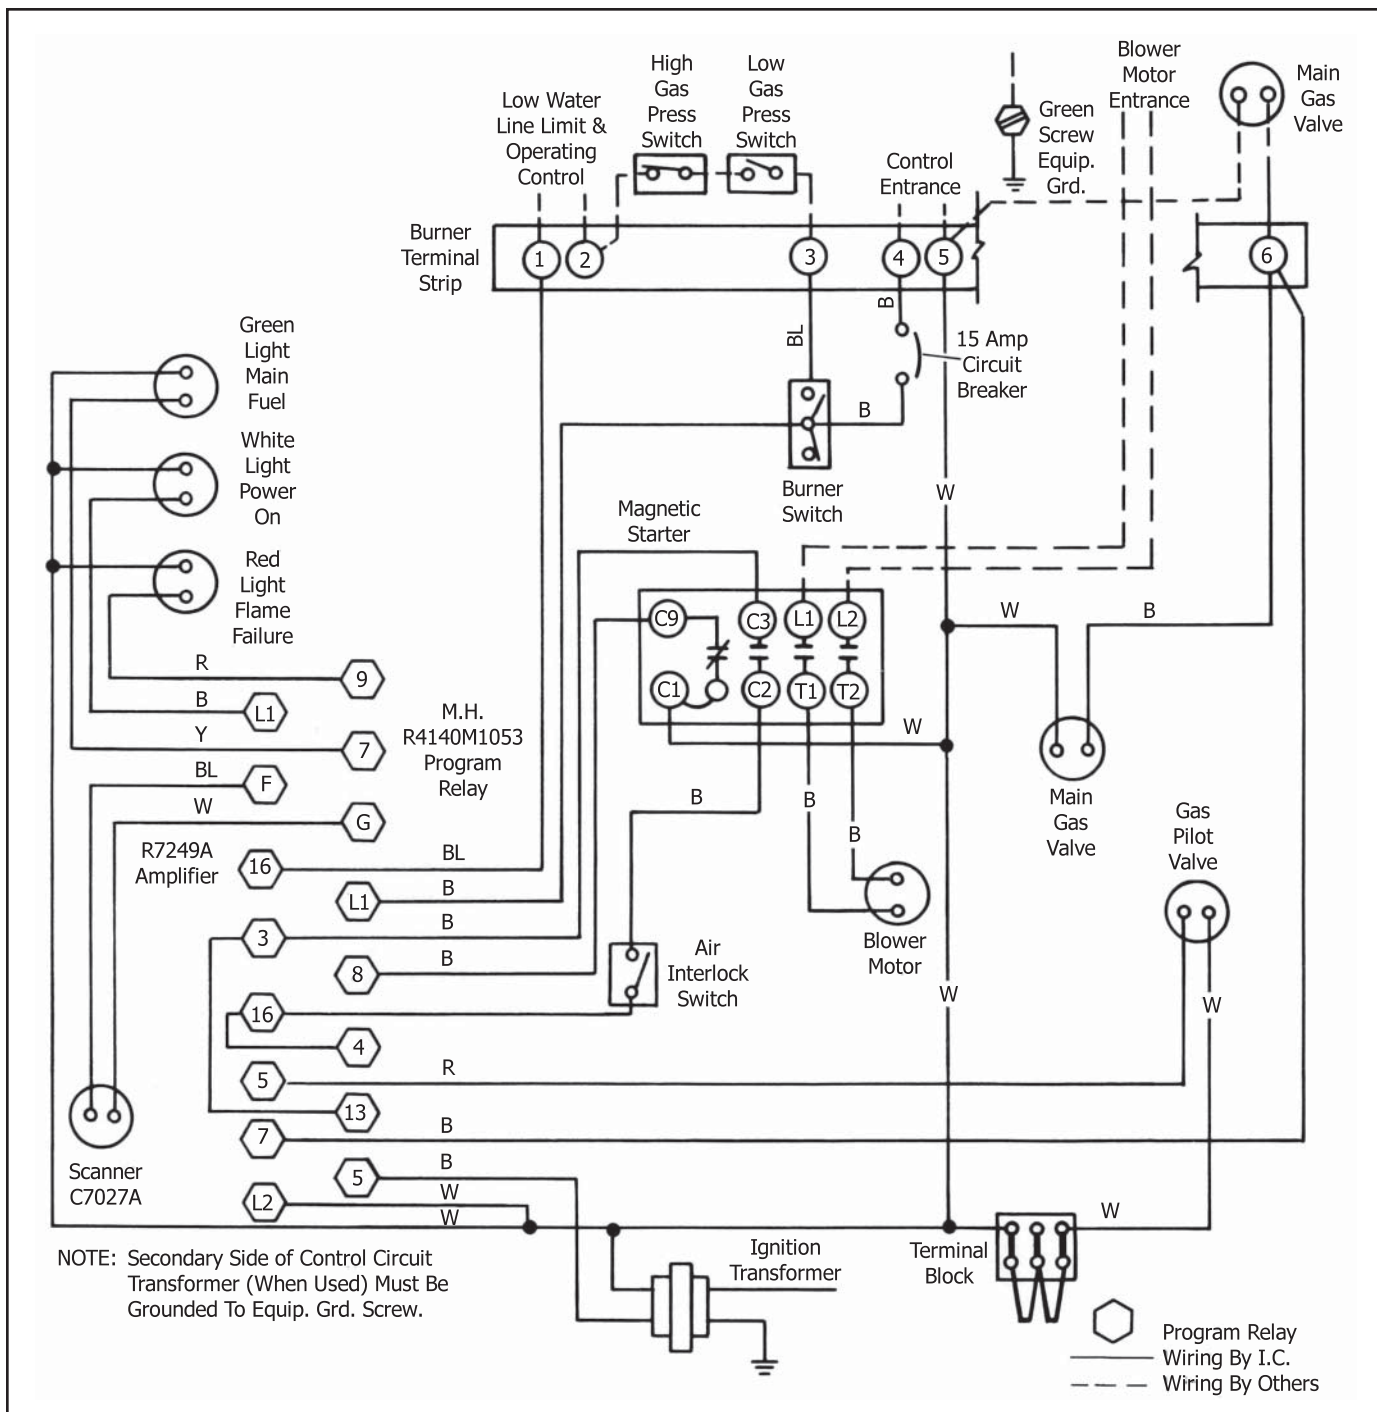 High
Gas
Press
Switch
Low
Gas
Press
Switch
Low Water
Line Limit &
Operating
Control
Control
Entrance
Green
Screw
Equip.
Grd.
Blower
Motor
Entrance
Main
Gas
Valve
Burner
Terminal
Strip
1
2
3
4
5
6
BL
B
15 Amp
Circuit
Breaker
B
Burner
Switch
W
Green
Light
Main
Fuel
White
Light
Power
On
Red
Light
Flame
Failure
Magnetic
Starter
C9
C3
L1
L2
C1
C2
T1
T2
W
B
W
R
9
B
L1
Y
7
BL
F
W
G
M.H.
R4140M1053
Program
Relay
R7249A
Amplifier
16
BL
L1
B
3
B
8
B
16
4
5
R
13
7
B
5
B
L2
W
W
B
B
B
Blower
Motor
Air
Interlock
Switch
Main
Gas
Valve
Gas
Pilot
Valve
W
W
Scanner
C7027A
W
Terminal
Block
Ignition
Transformer
NOTE: Secondary Side of Control Circuit
Transformer (When Used) Must Be
Grounded To Equip. Grd. Screw.
Program Relay
Wiring By I.C.
Wiring By Others